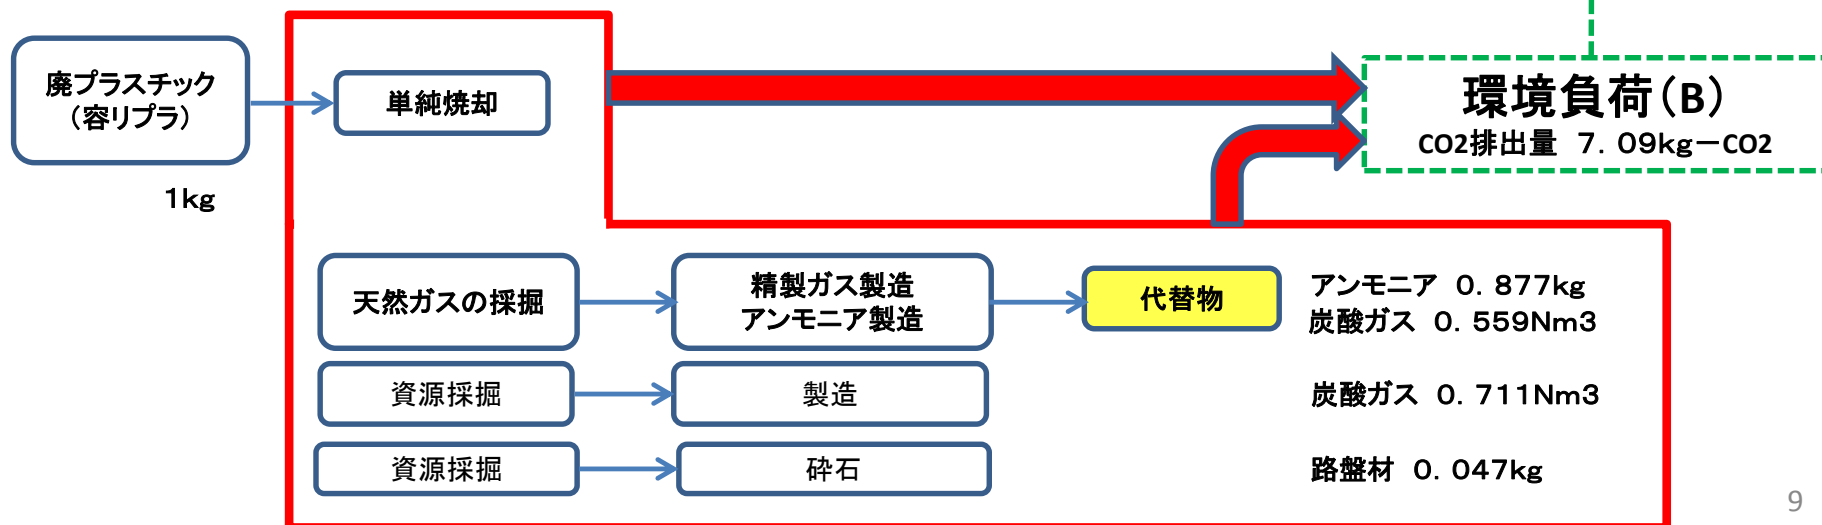 廃プラスチック
（容リプラ）
1kg
単純焼却
環境負荷（B）
CO2排出量　7．09kg－CO2
天然ガスの採掘
精製ガス製造
アンモニア製造
代替物
アンモニア　0．877kg
炭酸ガス　0．559Nm3
資源採掘
製造
炭酸ガス　0．711Nm3
資源採掘
砕石
路盤材　0．047kg
9